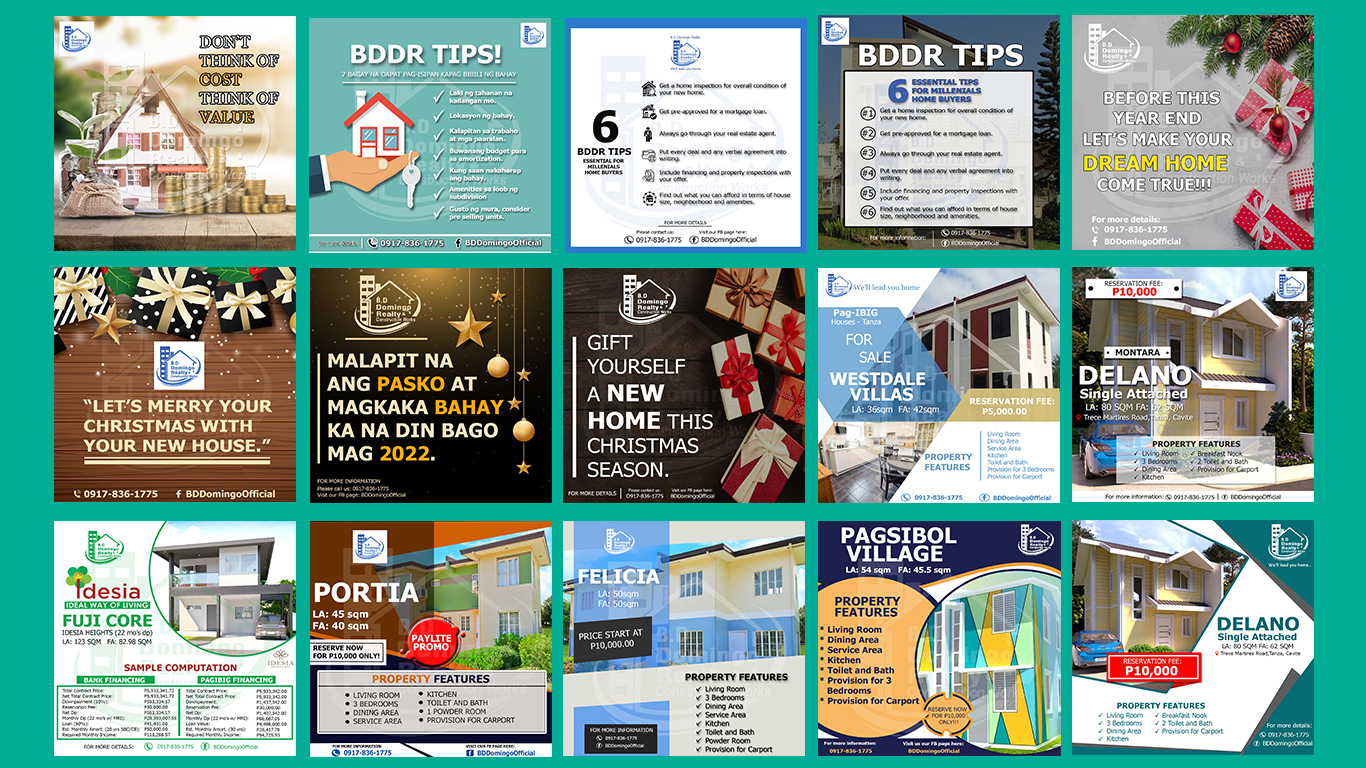 DON'T
THINK OF
COST
THINK OF
VALUE
BDDR TIPS!
7 BAGAY NA DAPAT PAG-ISIPAN KAPAG BIBILI NG BAHAY
Laki ng tahanan na
kailangan mo.
Lokasyon ng bahay.
Kalapitan sa trabaho
at mga paaralan.
Buwanang budget para
sa amortization.
Kung saan nakaharap
ang bahay.
Amenities sa loob ng
subdivision
Gusto ng mura, consider
pre selling units.
0917-836-1775 BDDomingoOfficial
B.D Domingo Realty
We'll lead you home
6
BDDR TIPS
ESSENTIAL FOR
MILLENIALS
HOME BUYERS
Get a home inspection for overall condition of
your new home.
Get pre-approved for a mortgage loan.
Always go through your real estate agent.
Put every deal and any verbal agreement into
writing.
Include financing and property inspections with
your offer.
Find out what you can afford in terms of house
size, neighborhood and amenities.
FOR MORE DETAILS
Please contact us: Visit our FB page here:
0917-836-1775 BDDomingoOfficial
BDDR TIPS
6 ESSENTIAL TIPS
FOR MILLENIALS
HOME BUYERS
#1 Get a home inspection for overall condition of
your new home.
#2 Get pre-approved for a mortgage loan.
#3 Always go through your real estate agent.
#4 Put every deal and any verbal agreement into
writing.
#5 Include financing and property inspections with
your offer.
#6 Find out what you can afford in terms of house
size, neighborhood and amenities.
For more information: 0917-836-1775
BDDomingoOfficial
B.D
Domingo
Realty &
Construction Works
BEFORE THIS
YEAR END
LET'S MAKE YOUR
DREAM HOME
COME TRUE!!!
For more details:
0917-836-1775
BDDomingoOfficial
B.D
Domingo
Realty &
Construction Works
"LET'S MERRY YOUR
CHRISTMAS WITH
YOUR NEW HOUSE."
0917-836-1775 BDDomingoOfficial
B.D
Domingo
Realty &
Construction Works
MALAPIT NA
ANG PASKO AT
MAGKAKA BAHAY
KA NA DIN BAGO
MAG 2022.
FOR MORE INFORMATION
Please call us: 0917-836-1775
Visit our FB page: BDDomingoOfficial
B.D
Domingo
Realty &
Construction Works
GIFT
YOURSELF
A NEW
HOME THIS
CHRISTMAS
SEASON.
FOR MORE DETAILS
Please contact us: Visit our FB page here:
0917-836-1775 BDDomingoOfficial
We'll lead you home
Pag-IBIG
Houses - Tanza
FOR
SALE
WESTDALE
VILLAS
LA: 36sqm FA: 42sqm
RESERVATION FEE:
P5,000.00
PROPERTY
FEATURES
Living Room
Dining Area
Service Area
Kitchen
Toilet and Bath
Provision for 3 Bedrooms
Provision for Carport
0917-836-1775 BDDomingoOfficial
RESERVATION FEE:
P10,000
MONTARA
DELANO
Single Attached
LA: 80 SQM FA: 62 SQM
Trece Martires Road,Tanza, Cavite
PROPERTY FEATURES
Living Room
3 Bedrooms
Dining Area
Kitchen
Breakfast Nook
2 Toilet and Bath
Provision for Carport
For more information: 0917-836-1775 | BDDomingoOfficial
idesia
IDEAL WAY OF LIVING
FUJI CORE
IDESIA HEIGHTS (22 mo's dp)
LA: 123 SQM FA: 82.98 SQM
IDESIA
SAMPLE COMPUTATION
BANK FINANCING PAGIBIG FINANCING
Total Contract Price:
Net Total Contract Price:
Downpayment (10%):
Reservation Fee:
Net Dp:
FOR MORE DETAILS: 0917-836-1775 BDDomingoOfficial
PORTIA
LA: 45 sqm
FA: 40 sqm
RESERVE NOW
FOR P10,000 ONLY!
PAYLITE
PROMO
PROPERTY FEATURES
LIVING ROOM
3 BEDROOMS
DINING AREA
SERVICE AREA
KITCHEN
TOILET AND BATH
1 POWDER ROOM
PROVISION FOR CARPORT
FOR MORE INFORMATION VISIT OUR FB PAGE HERE:
0917-836-1775 BDDomingoOfficial
FELICIA
LA: 50sqm
FA: 50sqm
PRICE START AT
P10,000.00
PROPERTY FEATURES
Living Room
3 Bedrooms
Dining Area
Service Area
Kitchen
Toilet and Bath
Powder Room
Provision for Carport
FOR MORE INFORMATION
0917-836-1775
BDDomingoOfficial
PAGSIBOL
VILLAGE
LA: 54 sqm FA: 45.5 sqm
PROPERTY
FEATURES
* Living Room
* Dining Area
* Service Area
* Kitchen
* Toilet and Bath
* Provision for 3
Bedrooms
* Provision for Carport
RESERVE NOW
FOR P10,000
ONLY!!!
For more information: Visit us our FB page here:
0917-836-1775 BDDomingoOfficial
We'll lead you home...
DELANO
Single Attached
LA: 80 SQM FA: 62 SQM
Trece Martires Road,Tanza, Cavite
RESERVATION FEE:
P10,000
PROPERTY FEATURES
Living Room
3 Bedrooms
Dining Area
Kitchen
Breakfast Nook
2 Toilet and Bath
Provision for Carport
For more details:
0917-836-1775
BDDomingoOfficial